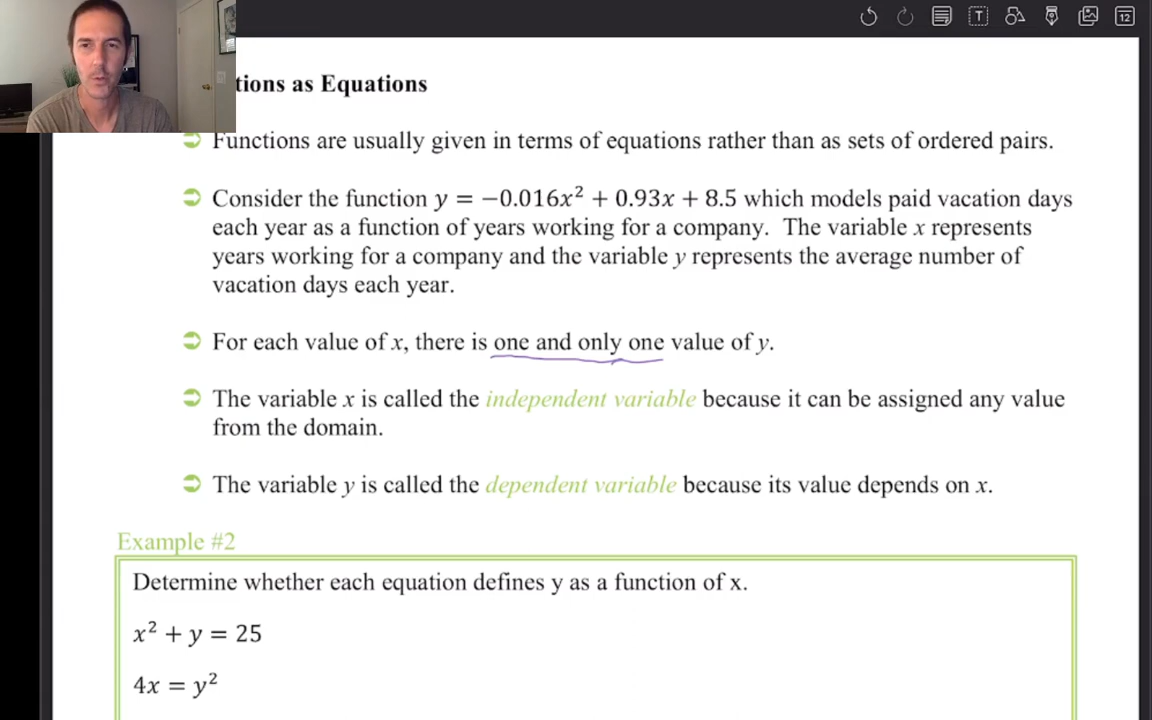 tions as Equations
Functions are usually given in terms of equations rather than as sets of ordered pairs.
Consider the function y = −0.016x² + 0.93x + 8.5 which models paid vacation days
each year as a function of years working for a company. The variable x represents
years working for a company and the variable y represents the average number of
vacation days each year.
For each value of x, there is one and only one value of y.
The variable x is called the independent variable because it can be assigned any value
from the domain.
The variable y is called the dependent variable because its value depends on x.
Example #2
Determine whether each equation defines y as a function of x.
x² + y = 25
4x = y²
T
12